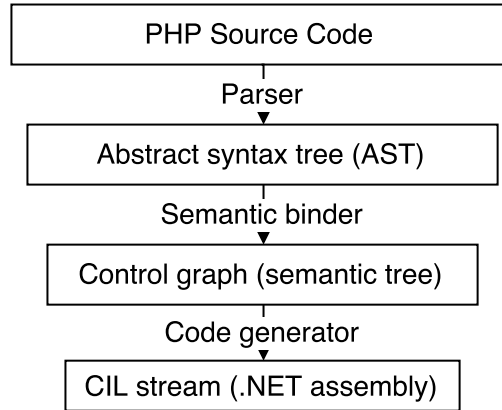 PHP Source Code
Parser
Abstract syntax tree (AST)
Semantic binder
Control graph (semantic tree)
Code generator
CIL stream (.NET assembly)